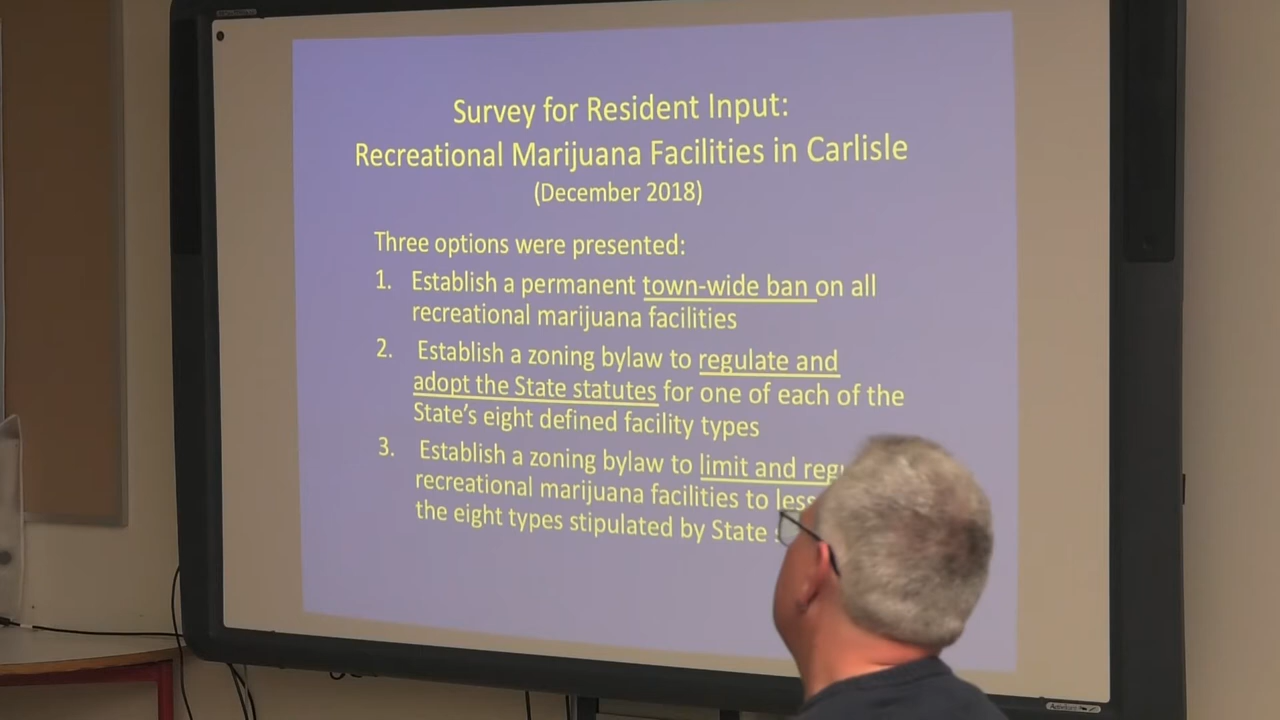 Survey for Resident Input:
Recreational Marijuana Facilities in Carlisle
(December 2018)
Three options were presented:
1. Establish a permanent town-wide ban on all
recreational marijuana facilities
2. Establish a zoning bylaw to regulate and
adopt the State statutes for one of each of the
State's eight defined facility types
3. Establish a zoning bylaw to limit and
recreational marijuana facilities to
the eight types stipulated by State